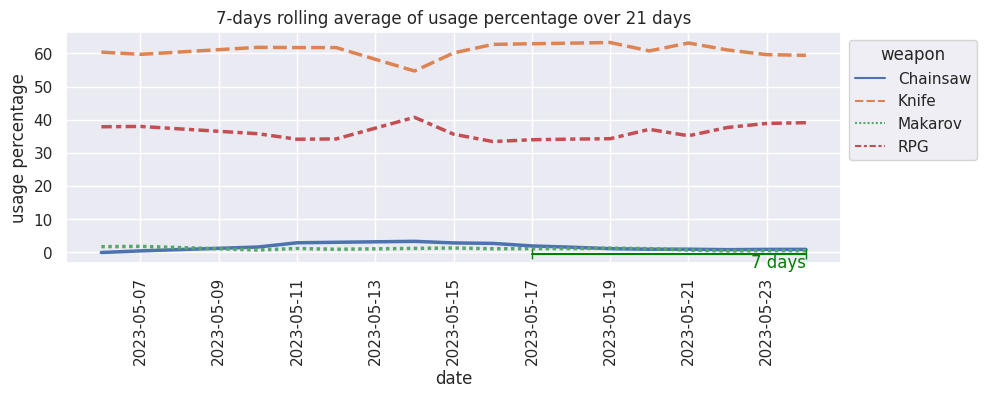 7-days rolling average of usage percentage over 21 days
usage percentage
60
50
40
30
20
10
0
weapon
Chainsaw
Knife
Makarov
RPG
7 days
2023-05-07
2023-05-09
2023-05-11
2023-05-13
2023-05-15
2023-05-17
2023-05-19
2023-05-21
2023-05-23
date